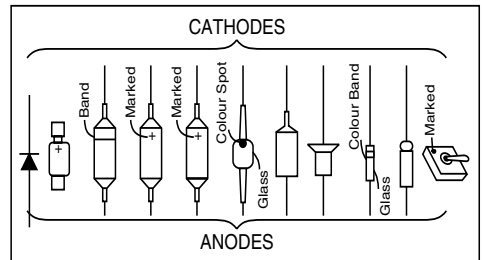 CATHODES
+
Band
Marked
+
Marked
+
Colour Spot
Glass
Colour Band
Glass
Marked
ANODES